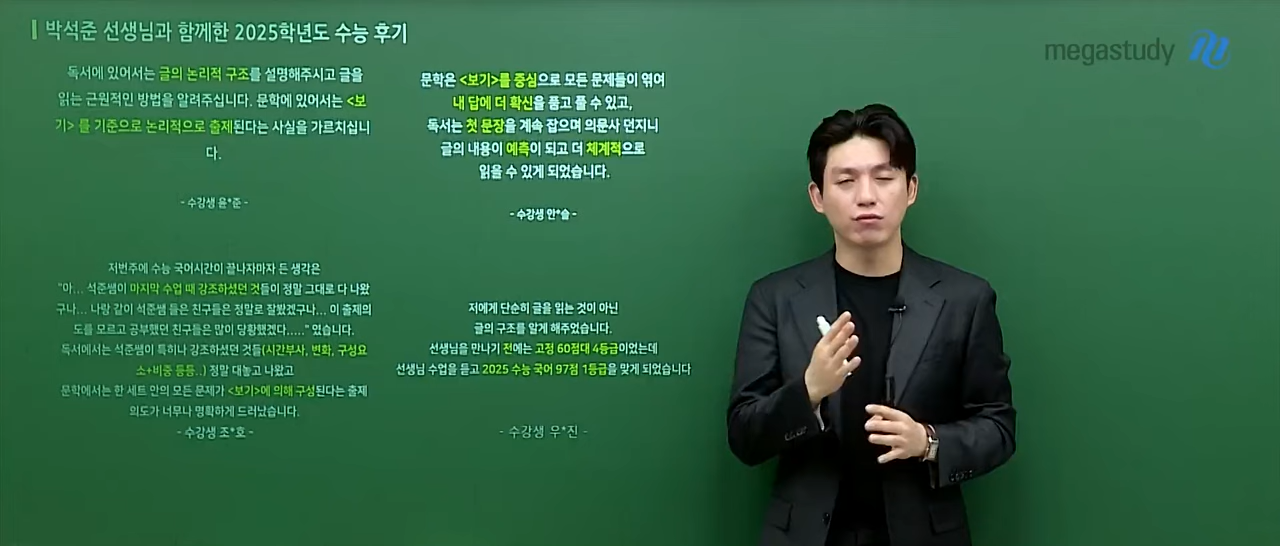 박석준 선생님과 함께한 2025학년도 수능 후기
megastudy
독서에 있어서는 글의 논리적 구조를 설명해주시고 글을
읽는 근원적인 방법을 알려주십니다. 문학에 있어서는 <보
기> 를 기준으로 논리적으로 출제된다는 사실을 가르치십니
다.
- 수강생 윤*준 -
문학은 <보기>를 중심으로 모든 문제들이 엮여
내 답에 더 확신을 품고 풀 수 있고,
독서는 첫 문장을 계속 잡으며 의문사 던지니
글의 내용이 예측이 되고 더 체계적으로
읽을 수 있게 되었습니다.
- 수강생 안*슬 -
저번주에 수능 국어시간이 끝나자마자 든 생각은
"아... 석준쌤이 마지막 수업 때 강조하셨던 것들이 정말 그대로 다 나왔
구나... 나랑 같이 석준쌤 들은 친구들은 정말로 잘봤겠구나... 이 출제의
도를 모르고 공부했던 친구들은 많이 당황했겠다....." 였습니다.
독서에서는 석준쌤이 특히나 강조하셨던 것들(시간부사, 변화, 구성요
소+비중 등등..) 정말 대놓고 나왔고
문학에서는 한 세트 안의 모든 문제가 <보기>에 의해 구성된다는 출제
의도가 너무나 명확하게 드러났습니다.
- 수강생 조*호 -
저에게 단순히 글을 읽는 것이 아닌
글의 구조를 알게 해주었습니다.
선생님을 만나기 전에는 고정 60점대 4등급이었는데
선생님 수업을 듣고 2025 수능 국어 97점 1등급을 맞게 되었습니다
- 수강생 우*진 -